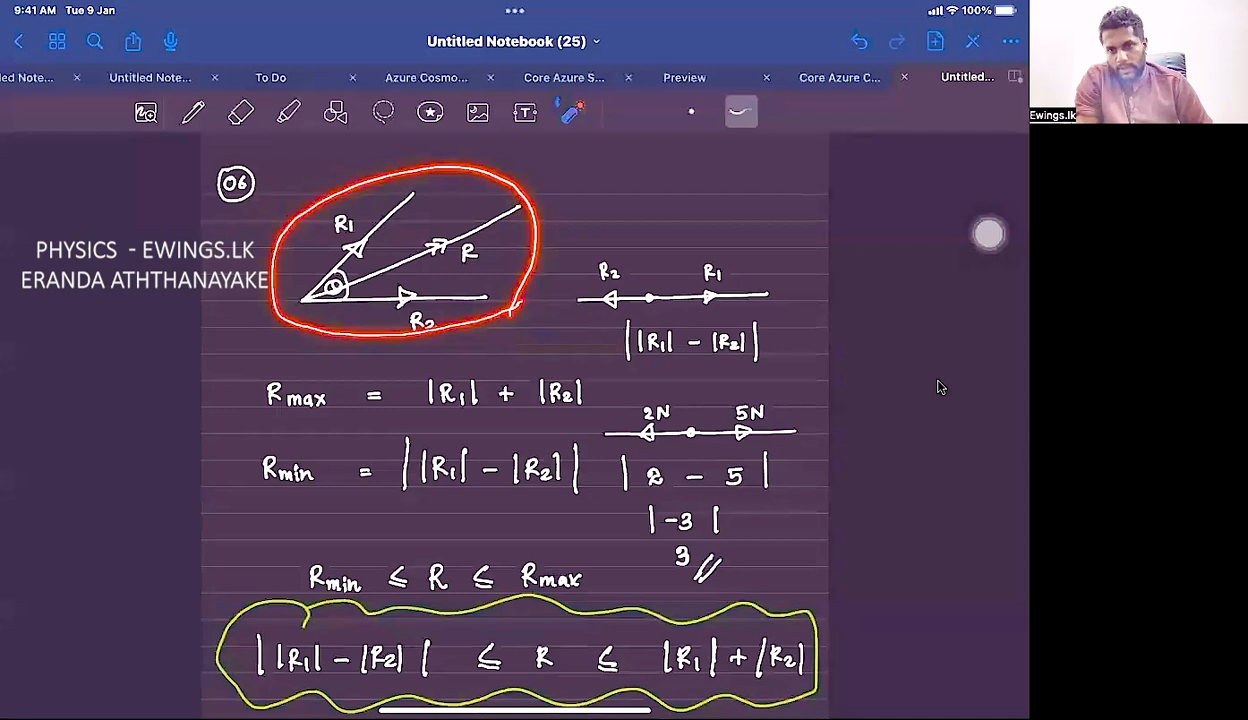 9:41 AM Tue 9 Jan
100%
Untitled Notebook (25)
led Note...
Untitled Note...
To Do
Azure Cosmo...
Core Azure S...
Preview
Core Azure C...
Untitled...
Ewings.lk
06
R1
R
R2
PHYSICS - EWINGS.LK
ERANDA ATHTHANAYAKE
R2 R1
||R1| - |R2||
Rmax = |R1| + |R2|
2N 5N
Rmin = ||R1| - |R2||
|2 - 5|
|-3|
3 //
Rmin ≤ R ≤ Rmax
||R1| - |R2|| ≤ R ≤ |R1| + |R2|